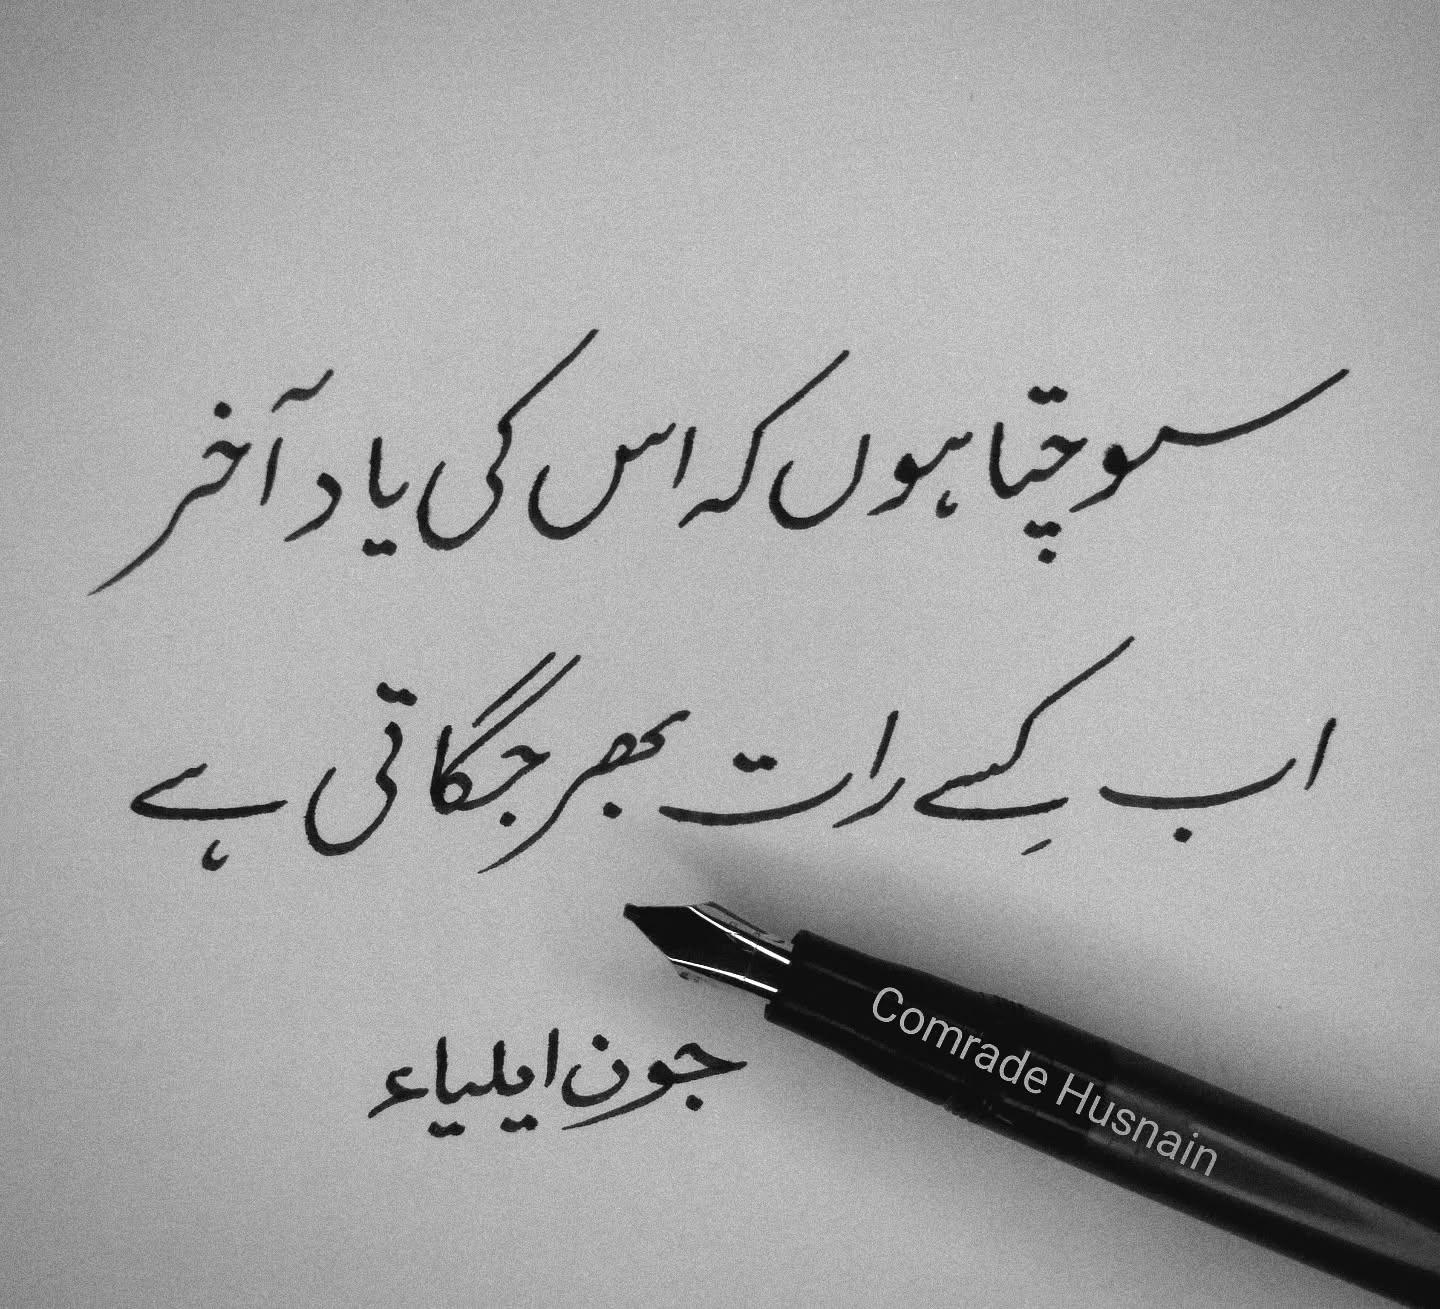 سوچتا ہوں کہ اس کی یاد آخر
اب کِسے رات بھر جگاتی ہے
جون ایلیاء
Comrade Husnain